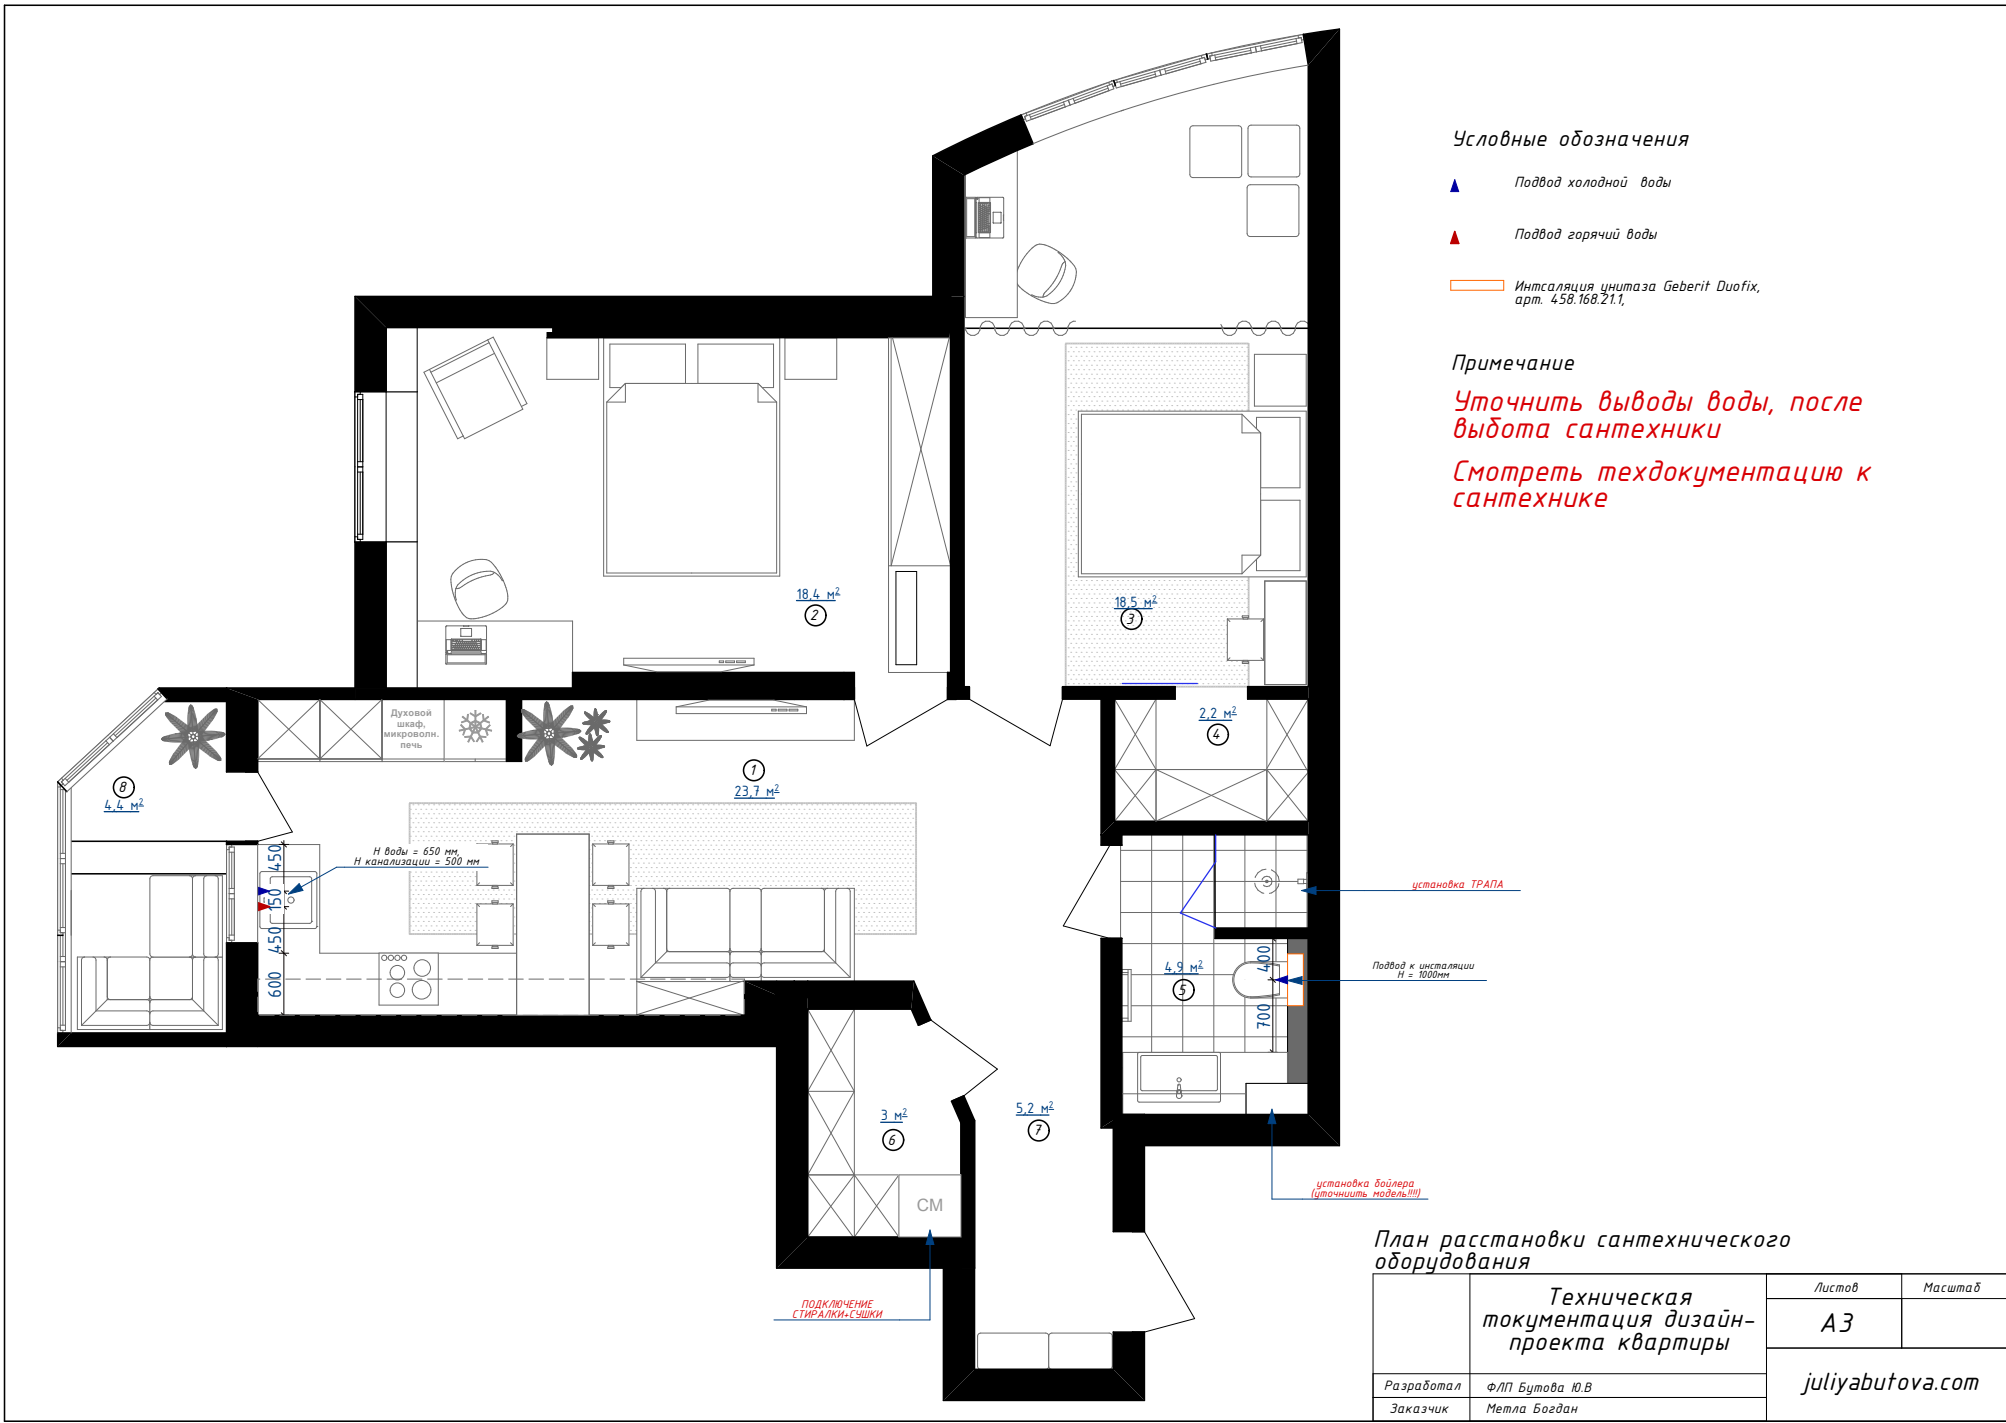 Условные обозначения
Подвод холодной воды
Подвод горячий воды
Интсаляция унитаза Geberit Duofix,
арт. 458.168.21.1,
Примечание
Уточнить выводы воды, после
выбота сантехники
Смотреть техдокументацию к
сантехнике
18,4 м²
2
18,5 м²
3
Духовой
шкаф,
микроволн.
печь
2,2 м²
4
1
23,7 м²
8
4,4 м²
H воды = 650 мм,
H канализации = 500 мм
450
150
450
600
установка ТРАПА
4,9 м²
5
400
700
Подвод к инсталяции
H = 1000мм
3 м²
6
5,2 м²
7
СМ
установка бойлера
(уточниить модель!!!!)
ПОДКЛЮЧЕНИЕ
СТИРАЛКИ+СУШКИ
План расстановки сантехнического
оборудования
Техническая
токументация дизайн-
проекта квартиры
Листов
Масштаб
А3
Разработал
ФЛП Бутова Ю.В
Заказчик
Метла Богдан
juliyabutova.com